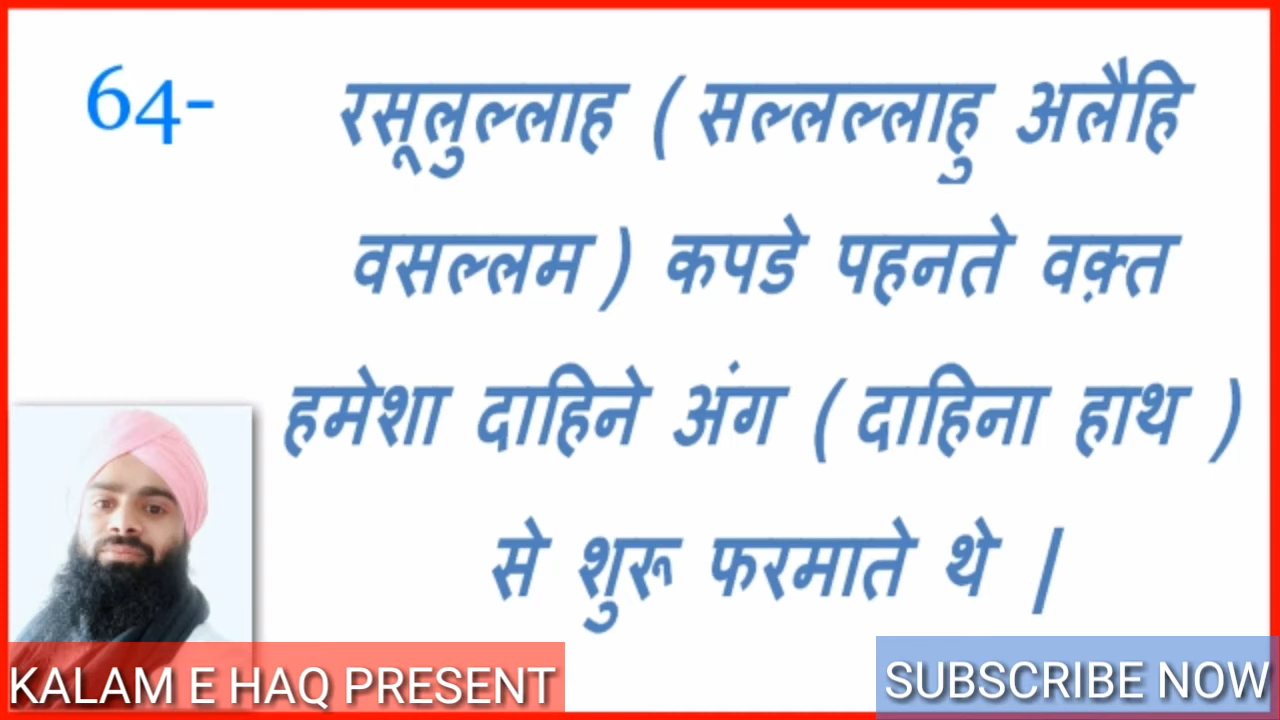 64- रसूलुल्लाह ( सल्लल्लाहु अलैहि
वसल्लम ) कपडे पहनते वक़्त
हमेशा दाहिने अंग ( दाहिना हाथ )
से शुरू फरमाते थे |
KALAM E HAQ PRESENT
SUBSCRIBE NOW